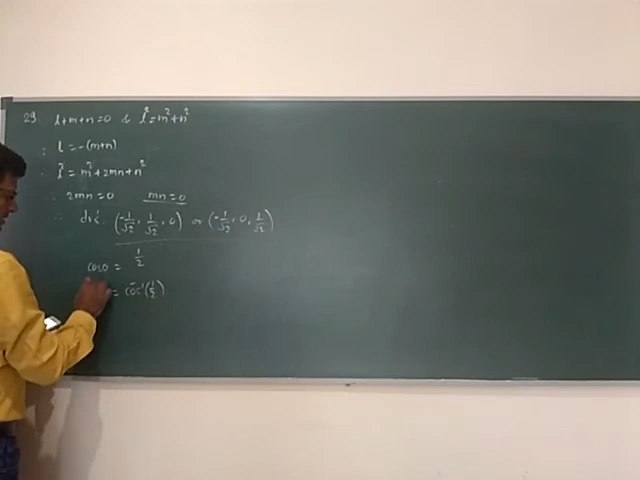 29. l+m+n=0 & l²=m²+n²
∴ l = -(m+n)
∴ l² = m²+2mn+n²
∴ 2mn=0 mn=0
∴ drs (-1/√2, 1/√2, 0) or (-1/√2, 0, 1/√2)
cosθ = 1/2
= cos⁻¹(1/2)